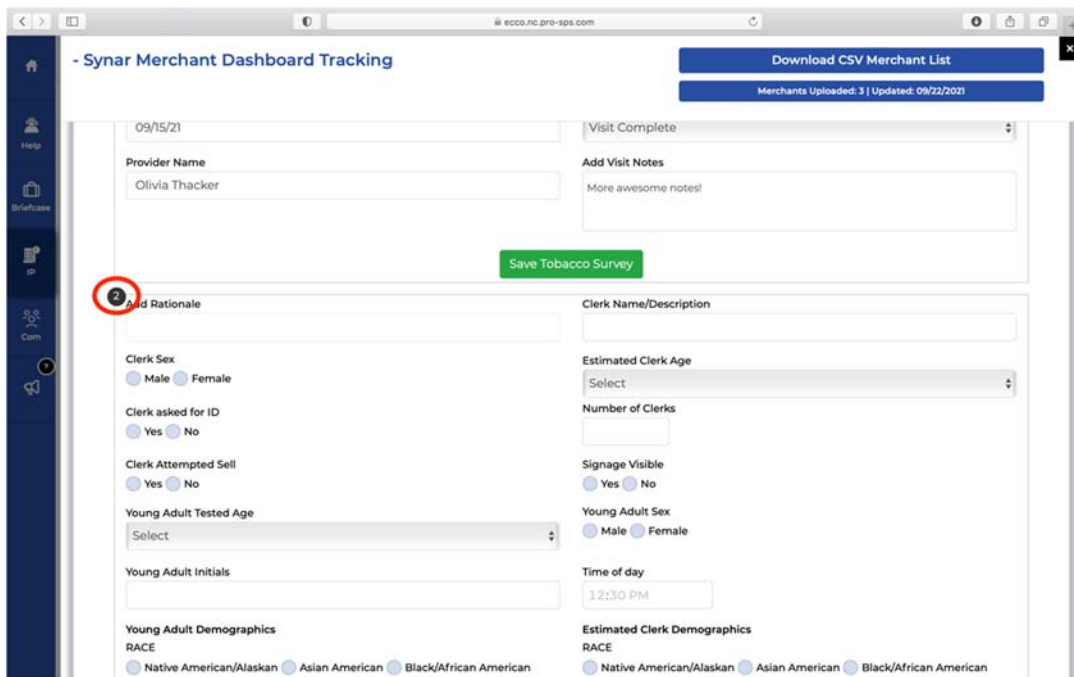 ecco.nc.pro-sps.com
×
- Synar Merchant Dashboard Tracking
Download CSV Merchant List
Merchants Uploaded: 3 | Updated: 09/22/2021
Help
Briefcase
IP
Com
?
09/15/21
Visit Complete
Provider Name
Add Visit Notes
Olivia Thacker
More awesome notes!
Save Tobacco Survey
2
Add Rationale
Clerk Name/Description
Clerk Sex
Male Female
Estimated Clerk Age
Select
Clerk asked for ID
Yes No
Number of Clerks
Clerk Attempted Sell
Yes No
Signage Visible
Yes No
Young Adult Tested Age
Select
Young Adult Sex
Male Female
Young Adult Initials
Time of day
12:30 PM
Young Adult Demographics
RACE
Native American/Alaskan Asian American Black/African American
Estimated Clerk Demographics
RACE
Native American/Alaskan Asian American Black/African American